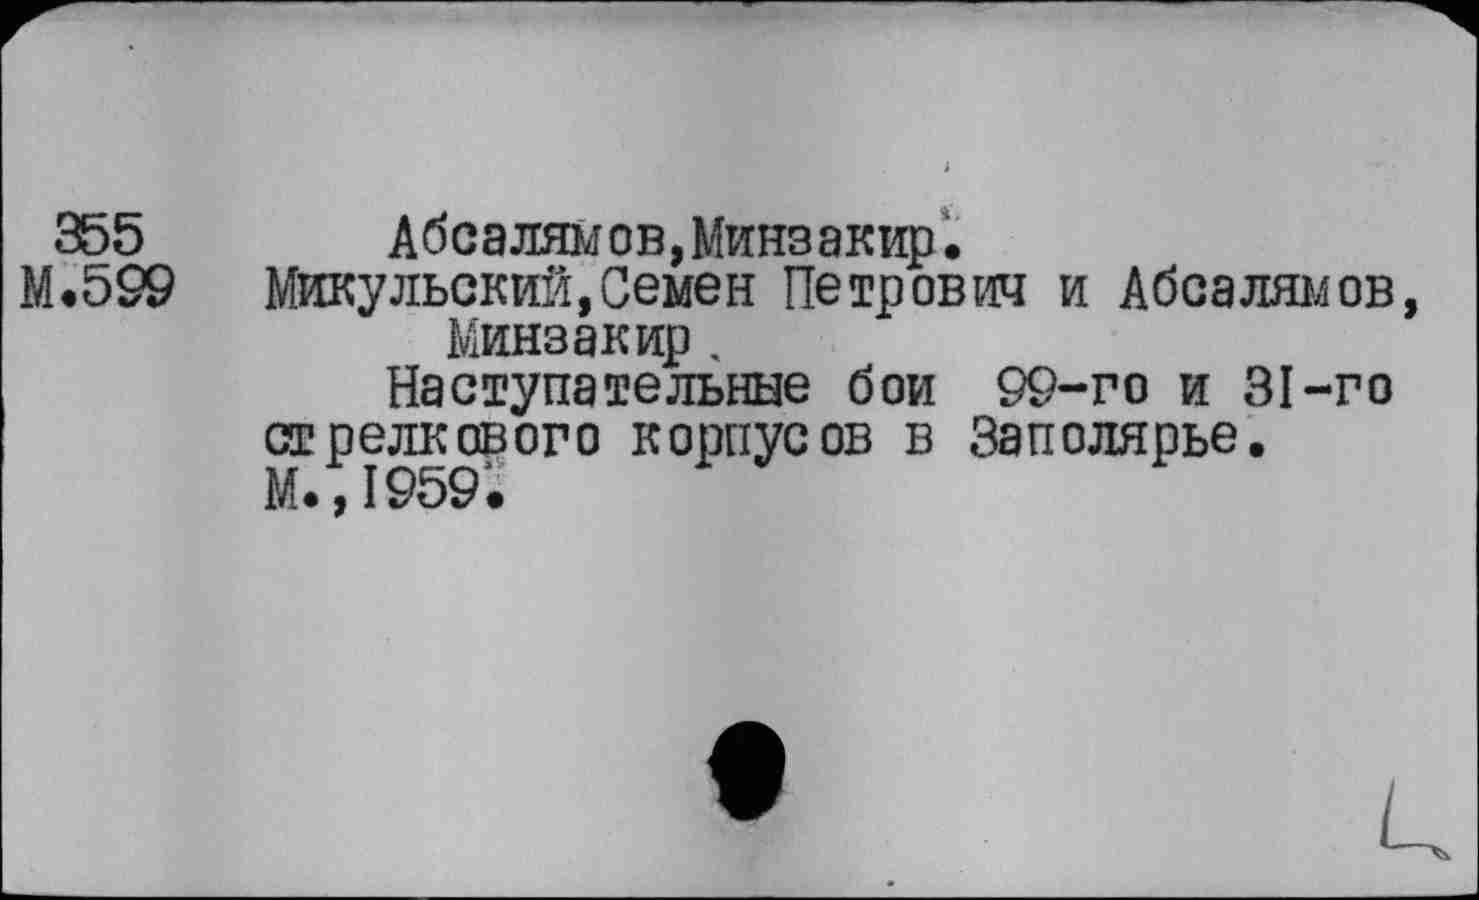 355 Абсалямов,Минзакир.
М.599 Микульский,Семен Петрович и Абсалямов,
Минзакир.
Наступательные бои 99-го и 31-го
стрелкового корпусов в Заполярье.
М.,1959.